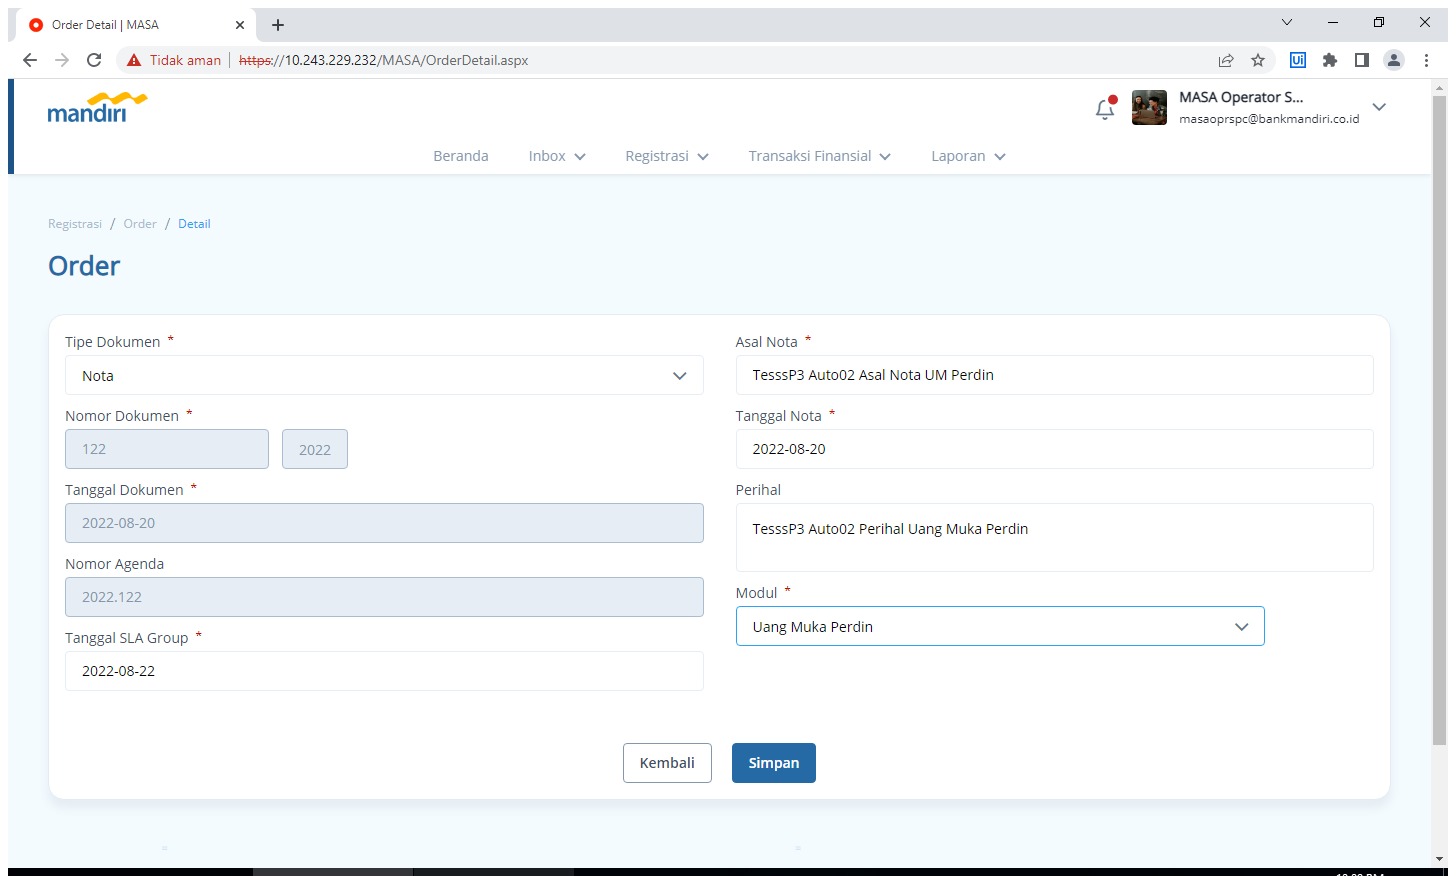 Order Detail | MASA
Tidak aman
https://10.243.229.232/MASA/OrderDetail.aspx
Ui
mandiri
MASA Operator S...
masaoprspc@bankmandiri.co.id
Beranda
Inbox
Registrasi
Transaksi Finansial
Laporan
Registrasi / Order / Detail
Order
Tipe Dokumen *
Nota
Nomor Dokumen *
122
2022
Tanggal Dokumen *
2022-08-20
Nomor Agenda
2022.122
Tanggal SLA Group *
2022-08-22
Asal Nota *
TesssP3 Auto02 Asal Nota UM Perdin
Tanggal Nota *
2022-08-20
Perihal
TesssP3 Auto02 Perihal Uang Muka Perdin
Modul *
Uang Muka Perdin
Kembali
Simpan